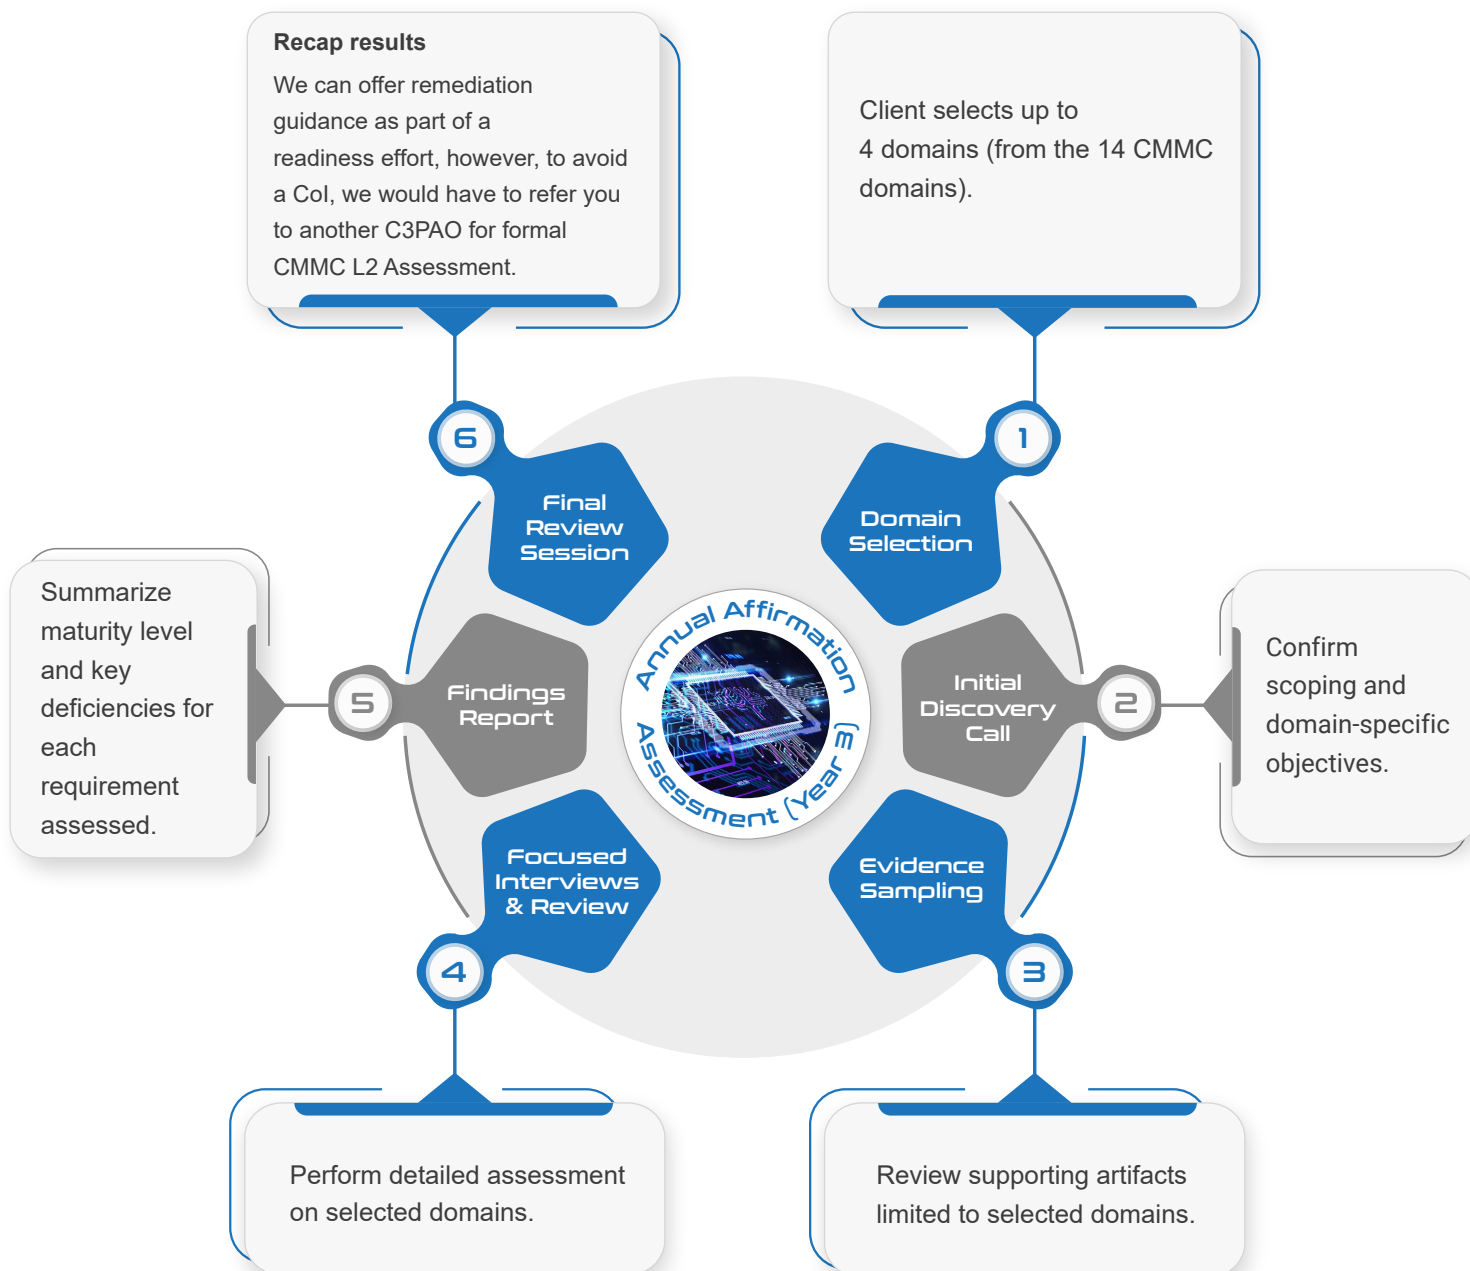 Recap results
We can offer remediation
guidance as part of a
readiness effort, however, to avoid
a CoI, we would have to refer you
to another C3PAO for formal
CMMC L2 Assessment.
Client selects up to
4 domains (from the 14 CMMC
domains).
6
Final
Review
Session
1
Domain
Selection
Summarize
maturity level
and key
deficiencies for
each
requirement
assessed.
5
Findings
Report
Annual Affirmation
Assessment (Year 3)
Initial
Discovery
Call
2
Confirm
scoping and
domain-specific
objectives.
Focused
Interviews
& Review
4
Evidence
Sampling
3
Perform detailed assessment
on selected domains.
Review supporting artifacts
limited to selected domains.